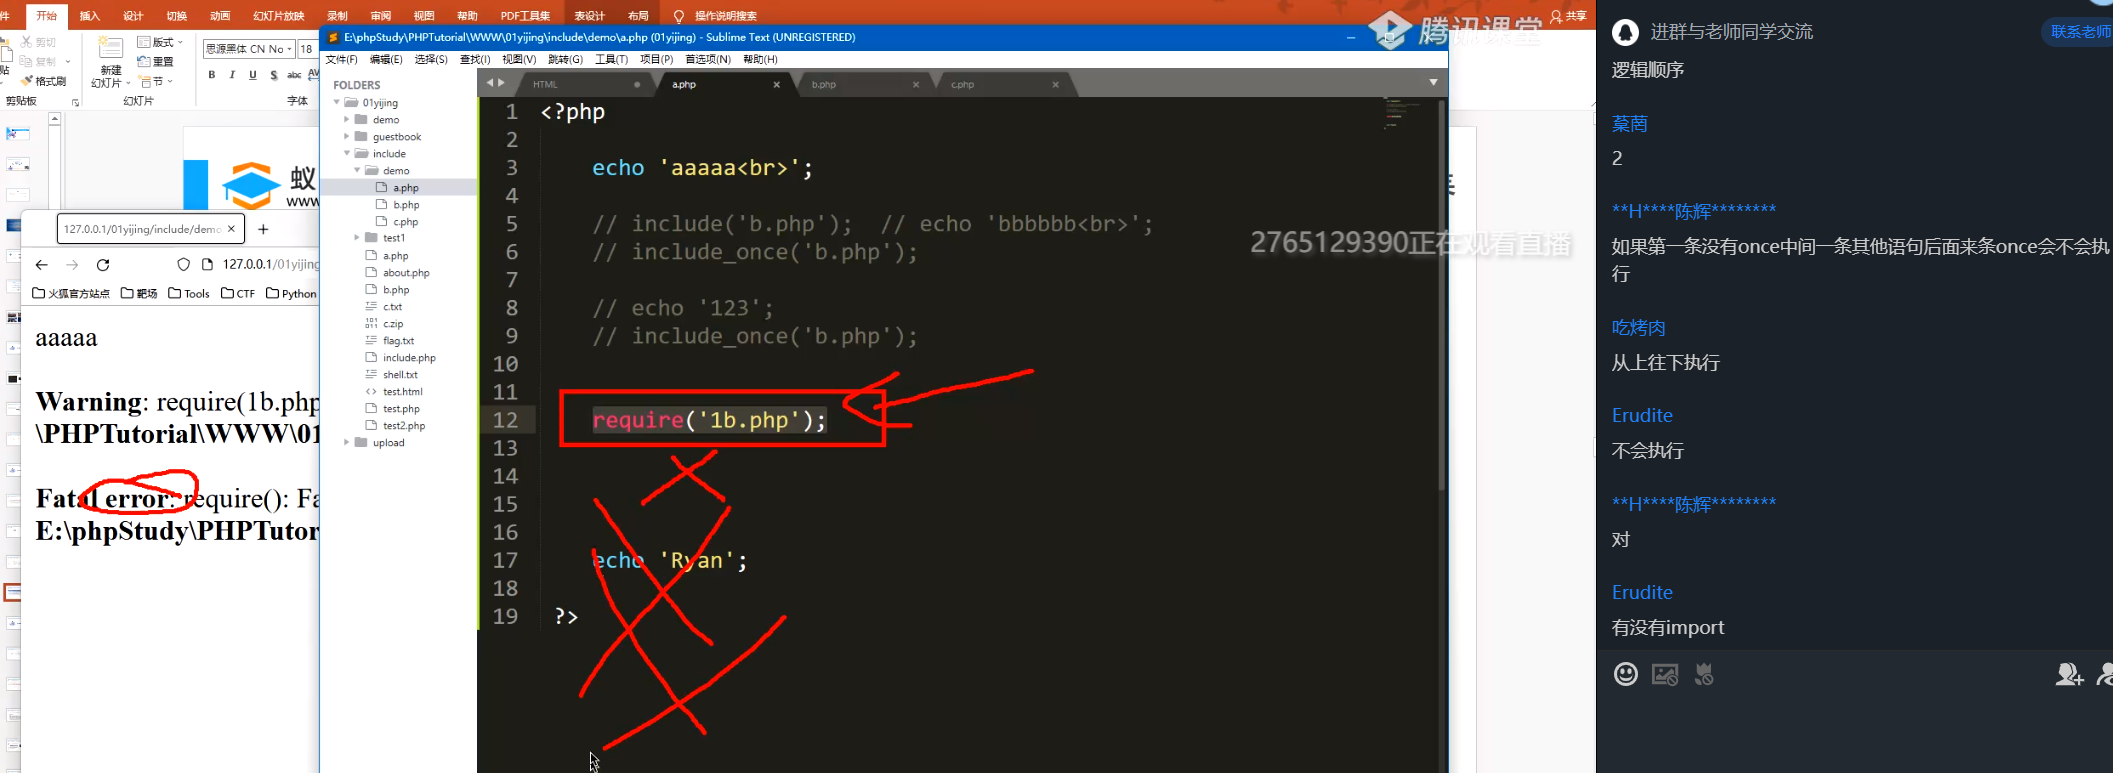 件 开始 插入 设计 切换 动画 幻灯片放映 录制 审阅 视图 帮助 PDF工具集 表设计 布局 操作说明搜索 共享
剪切 复制 格式刷 剪贴板
新建 幻灯片 版式 重置 节 幻灯片
思源黑体 CN No 18
B I U S abc AV
字体
蚁
www
E:\phpStudy\PHPTutorial\WWW\01yijing\include\demo\a.php (01yijing) - Sublime Text (UNREGISTERED)
文件(F) 编辑(E) 选择(S) 查找(I) 视图(V) 跳转(G) 工具(T) 项目(P) 首选项(N) 帮助(H)
腾讯课堂
FOLDERS
01yijing
demo
guestbook
include
demo
a.php
b.php
c.php
test1
a.php
about.php
b.php
c.txt
c.zip
flag.txt
include.php
shell.txt
test.html
test.php
test2.php
upload
HTML a.php b.php c.php
1 <?php
2
3 echo 'aaaaa<br>';
4
5 // include('b.php'); // echo 'bbbbbb<br>';
6 // include_once('b.php');
7
8 // echo '123';
9 // include_once('b.php');
10
11
12 require('1b.php');
13
14
15
16
17 echo 'Ryan';
18
19 ?>
2765129390正在观看直播
127.0.0.1/01yijing/include/demo
127.0.0.1/01yijing
火狐官方站点 靶场 Tools CTF Python
aaaaa
Warning: require(1b.php
\PHPTutorial\WWW\01
Fatal error: require(): Fa
E:\phpStudy\PHPTutor
进群与老师同学交流 联系老师
逻辑顺序
2
**H****陈辉********
如果第一条没有once中间一条其他语句后面来条once会不会执
行
吃烤肉
从上往下执行
Erudite
不会执行
**H****陈辉********
对
Erudite
有没有import